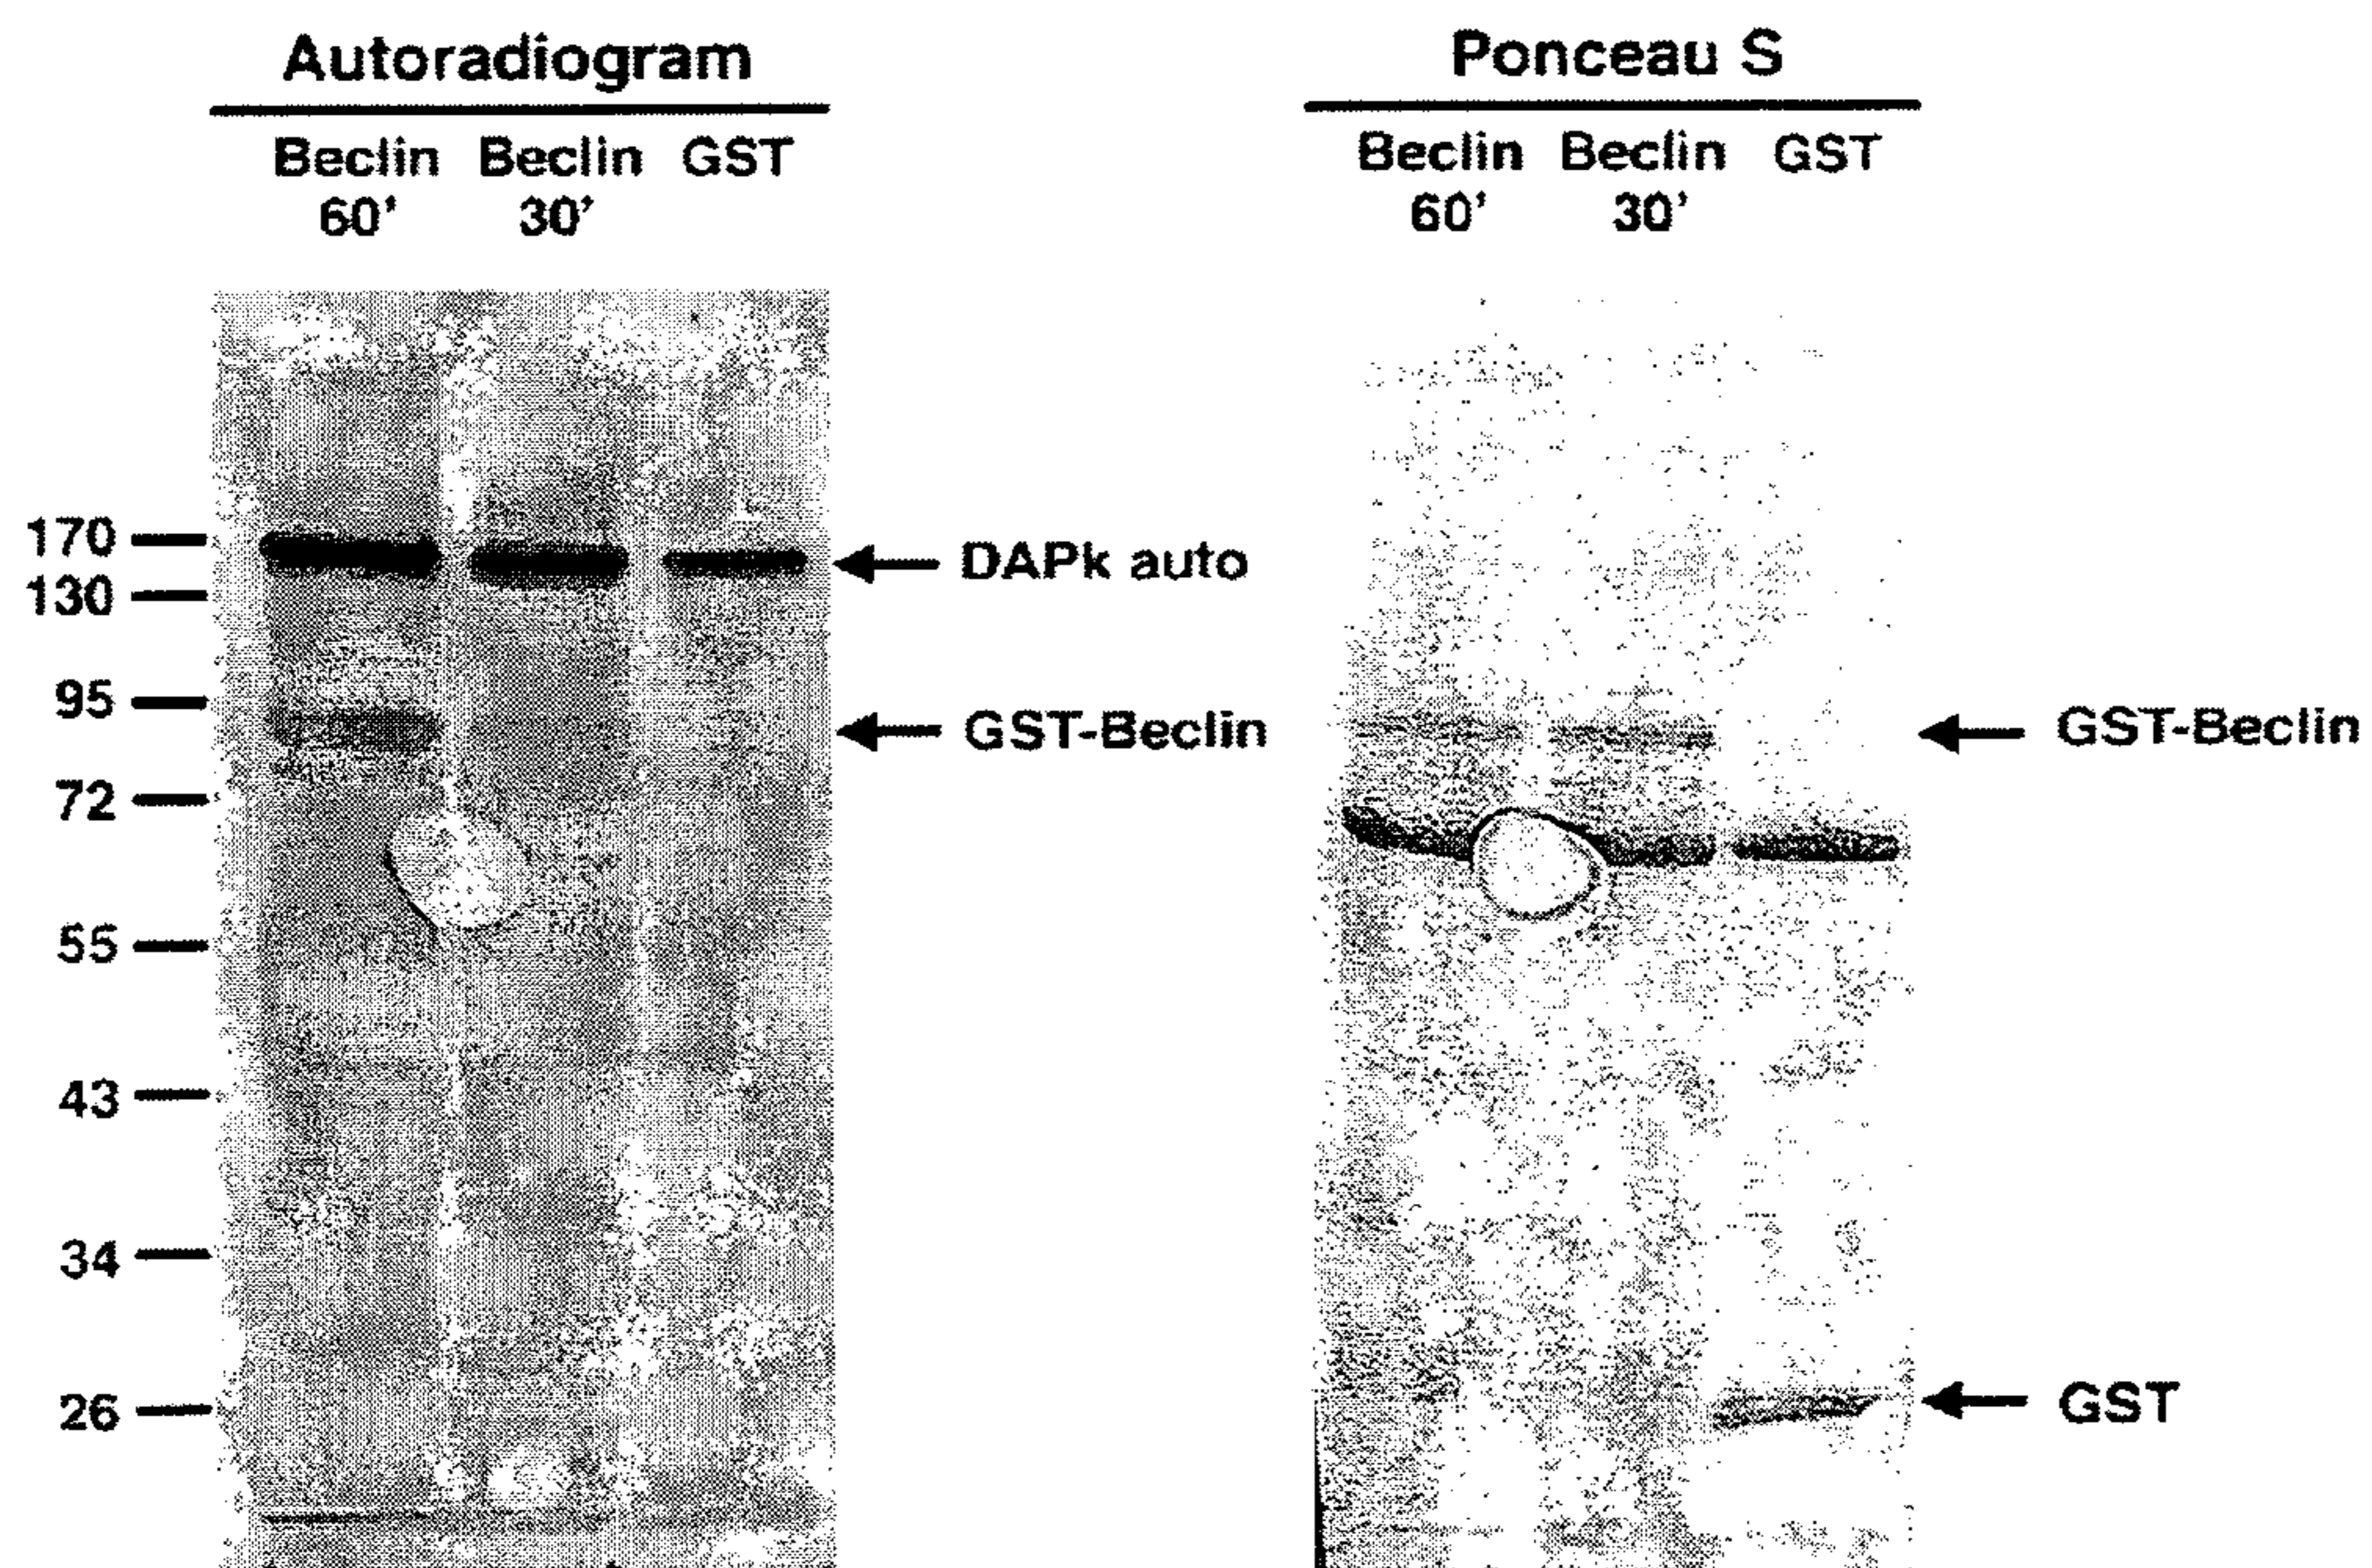 Autoradiogram
Beclin Beclin GST
60' 30'
170
130
95
72
55
43
34
26
DAPk auto
GST-Beclin
Ponceau S
Beclin Beclin GST
60' 30'
GST-Beclin
GST